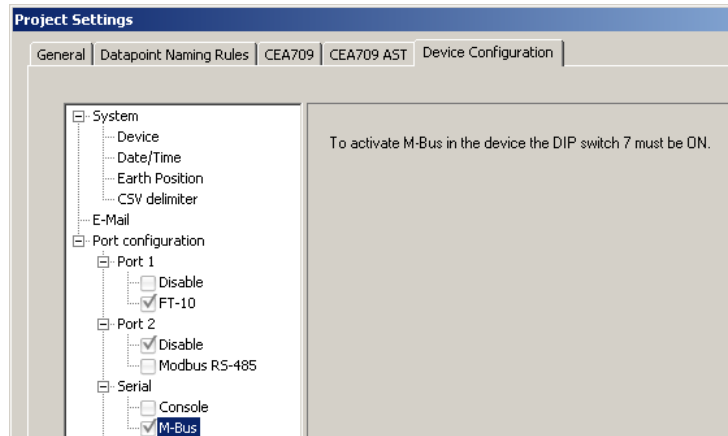 Project Settings
General Datapoint Naming Rules CEA709 CEA709 AST Device Configuration
System
Device
Date/Time
Earth Position
CSV delimiter
E-Mail
Port configuration
Port 1
Disable
FT-10
Port 2
Disable
Modbus RS-485
Serial
Console
M-Bus
To activate M-Bus in the device the DIP switch 7 must be ON.